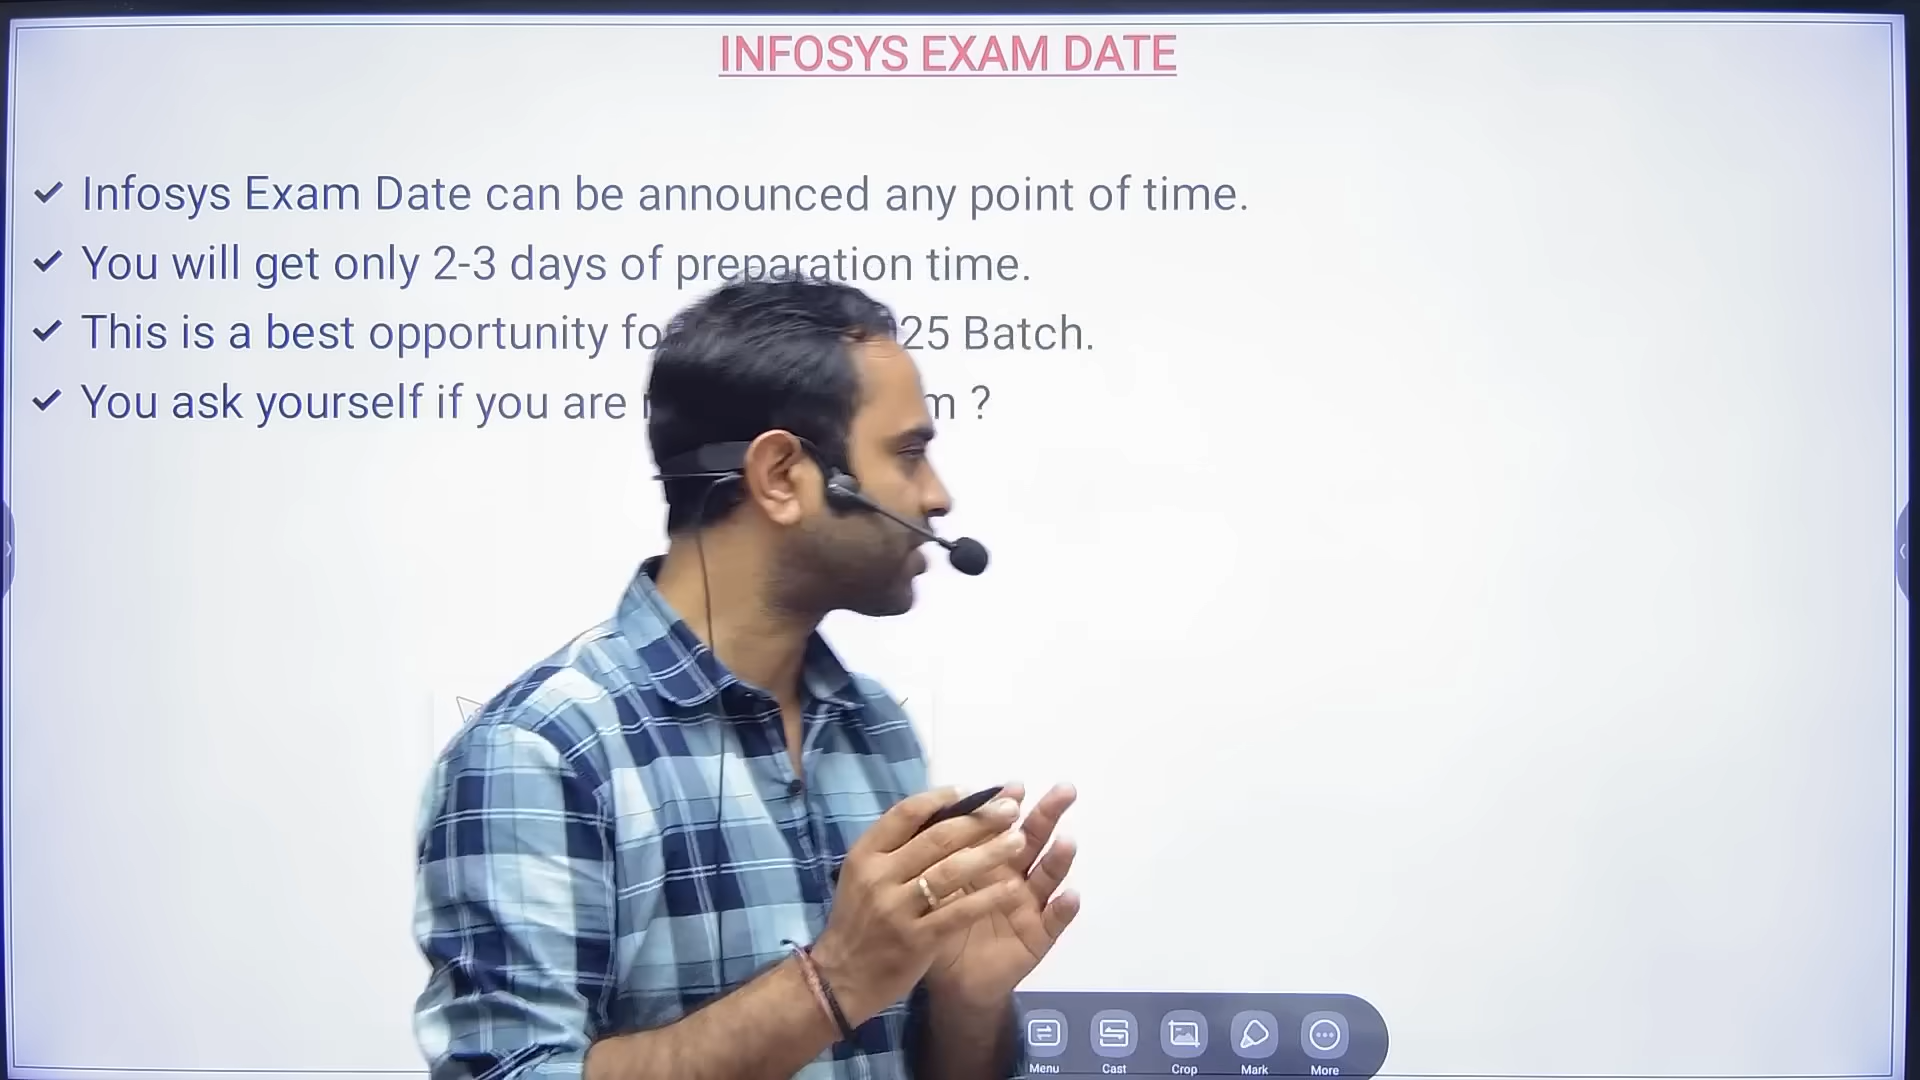 INFOSYS EXAM DATE
✓ Infosys Exam Date can be announced any point of time.
✓ You will get only 2-3 days of preparation time.
✓ This is a best opportunity 25 Batch.
✓ You ask yourself if you are ?
Menu Cast Crop Mark More